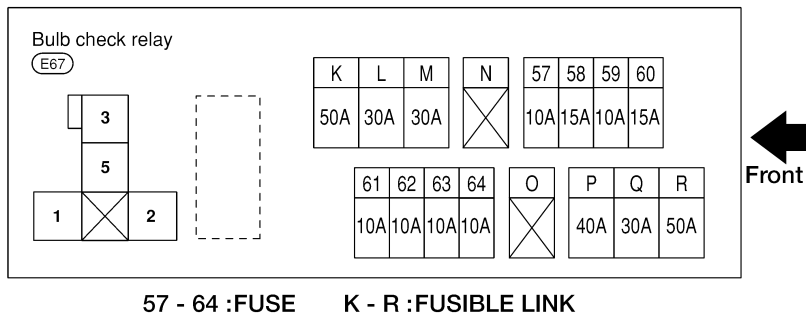 Bulb check relay
E67
K L M N 57 58 59 60
50A 30A 30A 10A 15A 10A 15A
3
5
1 2
61 62 63 64 O P Q R
10A 10A 10A 10A 40A 30A 50A
Front
57 - 64 :FUSE K - R :FUSIBLE LINK